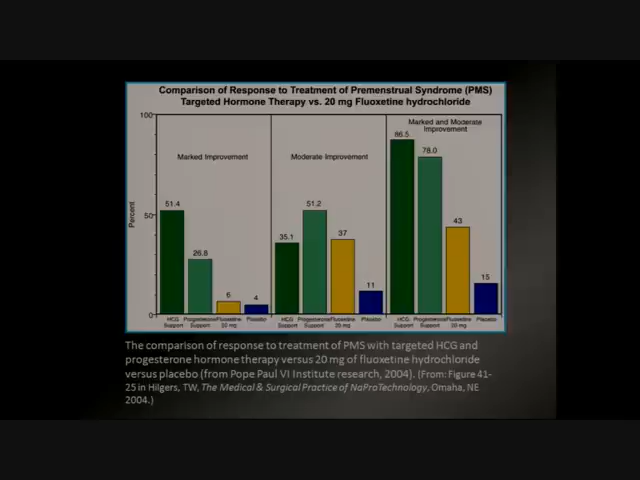 Comparison of Response to Treatment of Premenstrual Syndrome (PMS)
Targeted Hormone Therapy vs. 20 mg Fluoxetine hydrochloride
100
50
0
Percent
Marked Improvement
51.4
26.8
6
4
HCG Support
Progesterone Support
Fluoxetine 20 mg
Placebo
Moderate Improvement
35.1
51.2
37
11
HCG Support
Progesterone Support
Fluoxetine 20 mg
Placebo
Marked and Moderate
Improvement
86.5
78.0
43
15
HCG Support
Progesterone Support
Fluoxetine 20 mg
Placebo
The comparison of response to treatment of PMS with targeted HCG and
progesterone hormone therapy versus 20 mg of fluoxetine hydrochloride
versus placebo (from Pope Paul VI Institute research, 2004). (From: Figure 41-
25 in Hilgers, TW, The Medical & Surgical Practice of NaProTechnology, Omaha, NE
2004.)